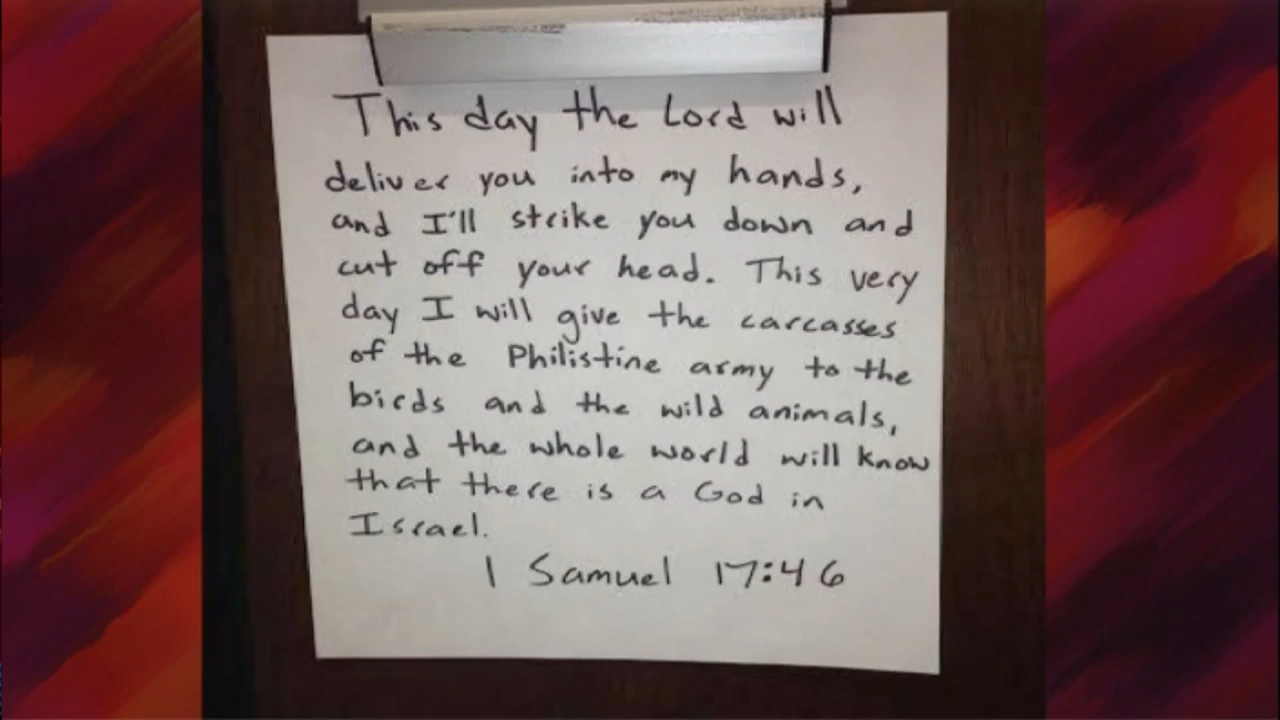 This day the Lord will
deliver you into my hands,
and I'll strike you down and
cut off your head. This very
day I will give the carcasses
of the Philistine army to the
birds and the wild animals,
and the whole world will know
that there is a God in
Israel.
1 Samuel 17:46